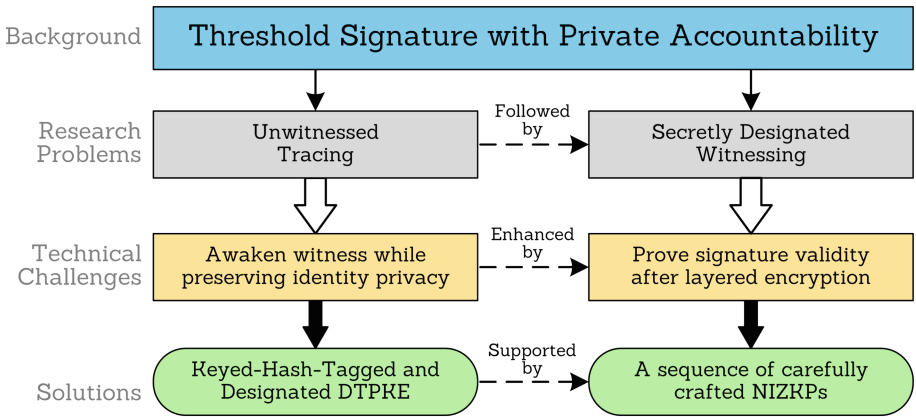 Background
Threshold Signature with Private Accountability
Research
Problems
Unwitnessed
Tracing
Followed
by
Secretly Designated
Witnessing
Technical
Challenges
Awaken witness while
preserving identity privacy
Enhanced
by
Prove signature validity
after layered encryption
Solutions
Keyed-Hash-Tagged and
Designated DTPKE
Supported
by
A sequence of carefully
crafted NIZKPs